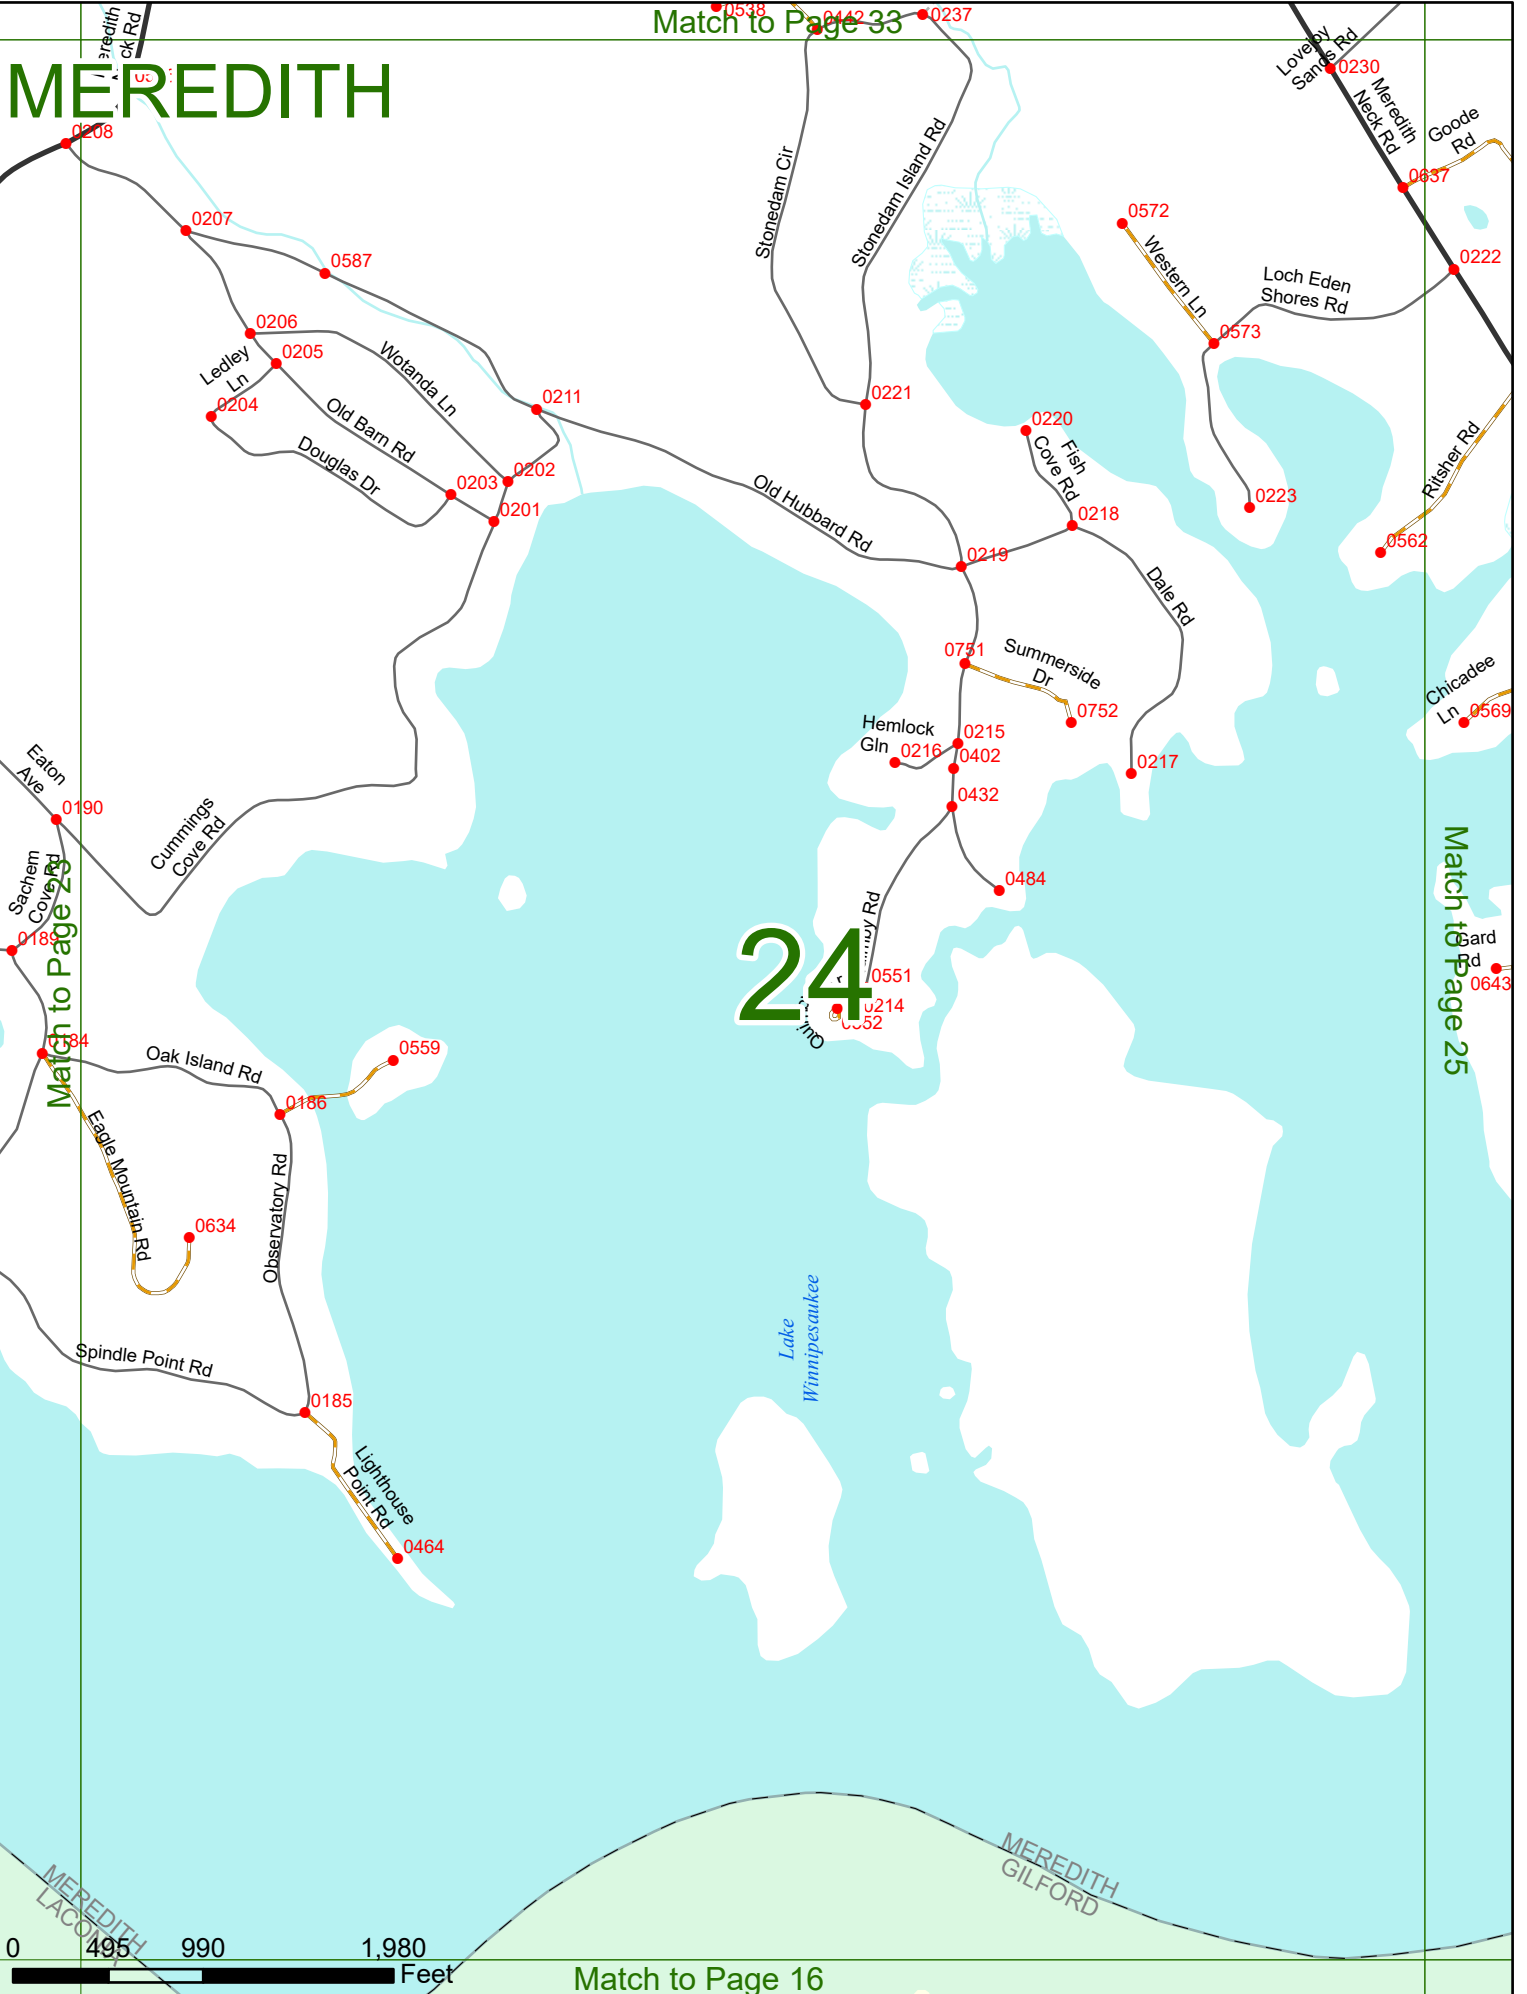 Match to Page 33
0538
0442
0237
MEREDITH
Ck Rd
Lovejoy
Sands Rd
0230
Meredith
Neck Rd
Goode
Rd
0637
0208
0207
0587
Stonedam Cir
Stonedam Island Rd
0572
Western Ln
Loch Eden
Shores Rd
0222
0573
0206
0205
Ledley
Ln
0204
Wotanda Ln
Old Barn Rd
Douglas Dr
0211
0221
0220
Fish
Cove Rd
0202
0203
0201
Old Hubbard Rd
0223
Ritsher Rd
0562
0218
0219
Dale Rd
0751
Summerside
Dr
0752
Chicadee
Ln
0569
Hemlock
Gln
0216
0215
0402
0217
0432
Eaton
Ave
0190
Cummings
Cove Rd
Sachem
Cove Rd
0189
Match to Page 23
0484
Match to Page 25
24
0551
0214
Gard
Rd
0643
0184
Oak Island Rd
0559
0186
Eagle Mountain Rd
0634
Observatory Rd
Lake
Winnipesaukee
Spindle Point Rd
0185
Lighthouse
Point Rd
0464
MEREDITH
GILFORD
MEREDITH
LACONIA
0 495 990 1,980
Feet
Match to Page 16